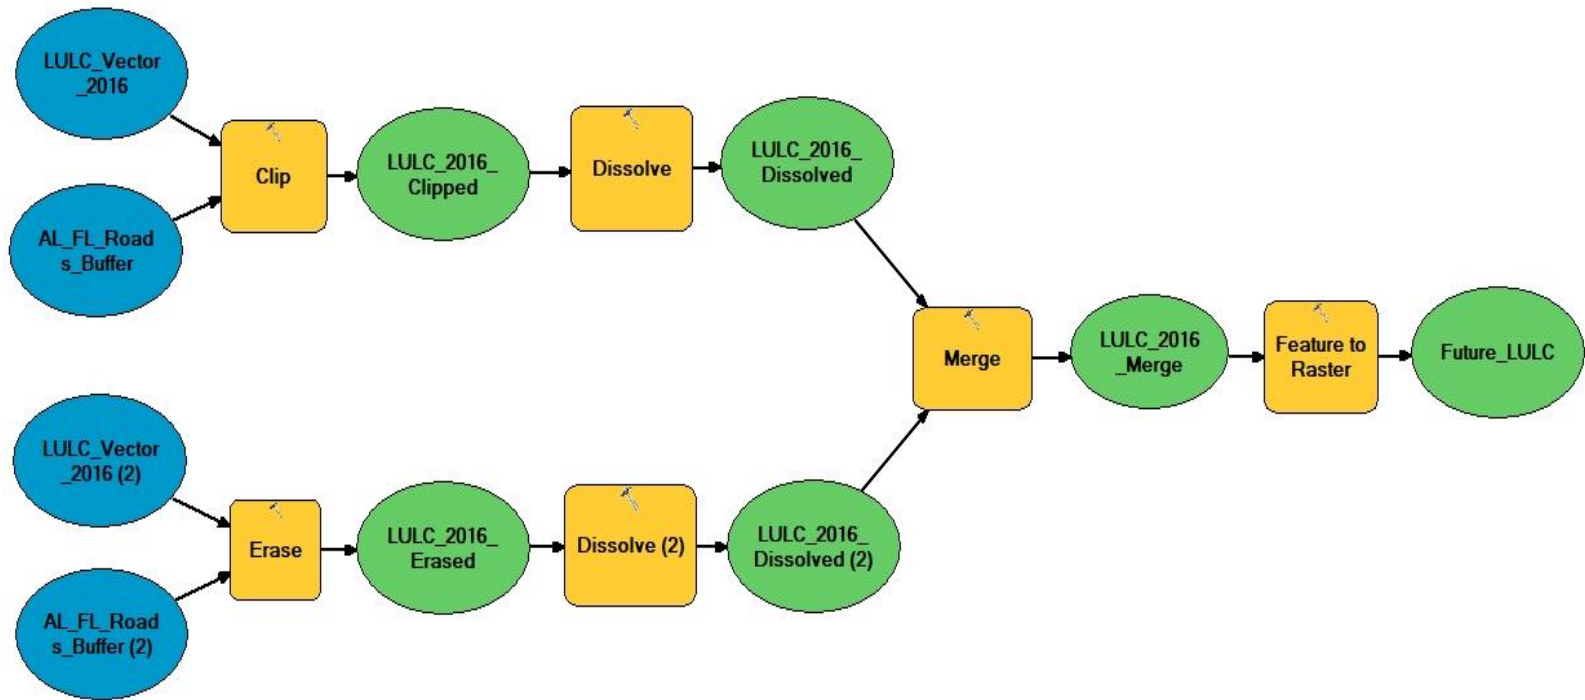 LULC_Vector
_2016
AL_FL_Road
s_Buffer
Clip
LULC_2016_
Clipped
Dissolve
LULC_2016_
Dissolved
LULC_Vector
_2016 (2)
AL_FL_Road
s_Buffer (2)
Erase
LULC_2016_
Erased
Dissolve (2)
LULC_2016_
Dissolved (2)
Merge
LULC_2016
_Merge
Feature to
Raster
Future_LULC